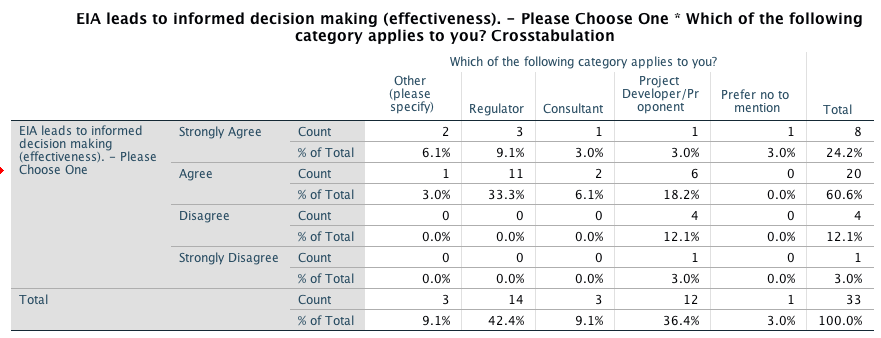 EIA leads to informed decision making (effectiveness). - Please Choose One * Which of the following
category applies to you? Crosstabulation
Which of the following category applies to you?
Other (please specify) Regulator Consultant Project Developer/Pr oponent Prefer no to mention Total
EIA leads to informed decision making (effectiveness). - Please Choose One Strongly Agree Count 2 3 1 1 1 8
% of Total 6.1% 9.1% 3.0% 3.0% 3.0% 24.2%
Agree Count 1 11 2 6 0 20
% of Total 3.0% 33.3% 6.1% 18.2% 0.0% 60.6%
Disagree Count 0 0 0 4 0 4
% of Total 0.0% 0.0% 0.0% 12.1% 0.0% 12.1%
Strongly Disagree Count 0 0 0 1 0 1
% of Total 0.0% 0.0% 0.0% 3.0% 0.0% 3.0%
Total Count 3 14 3 12 1 33
% of Total 9.1% 42.4% 9.1% 36.4% 3.0% 100.0%